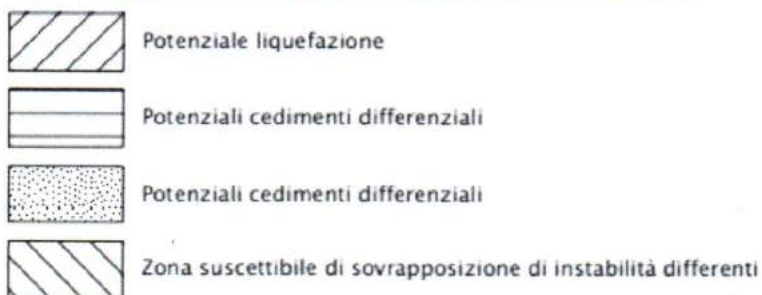 Potenziale liquefazione
Potenziali cedimenti differenziali
Potenziali cedimenti differenziali
Zona suscettibile di sovrapposizione di instabilità differenti